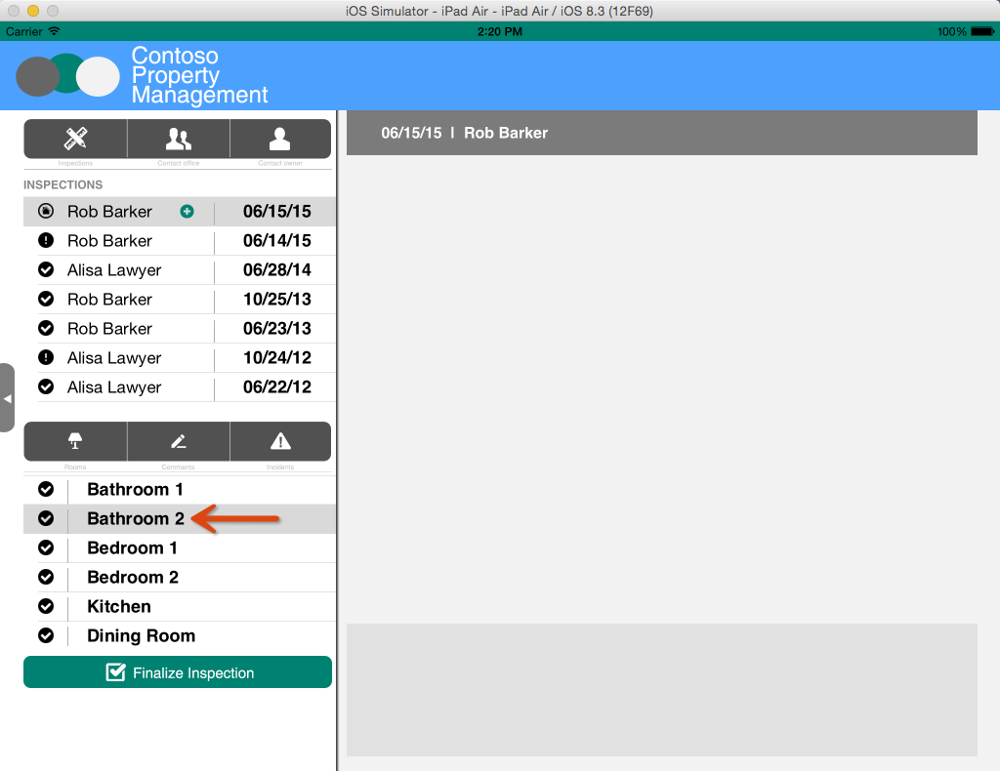 iOS Simulator - iPad Air - iPad Air / iOS 8.3 (12F69)
Carrier 2:20 PM 100%
Contoso
Property
Management
Inspections Contact office Contact owner
06/15/15 | Rob Barker
INSPECTIONS
Rob Barker 06/15/15
Rob Barker 06/14/15
Alisa Lawyer 06/28/14
Rob Barker 10/25/13
Rob Barker 06/23/13
Alisa Lawyer 10/24/12
Alisa Lawyer 06/22/12
Rooms Comments Incidents
Bathroom 1
Bathroom 2
Bedroom 1
Bedroom 2
Kitchen
Dining Room
Finalize Inspection